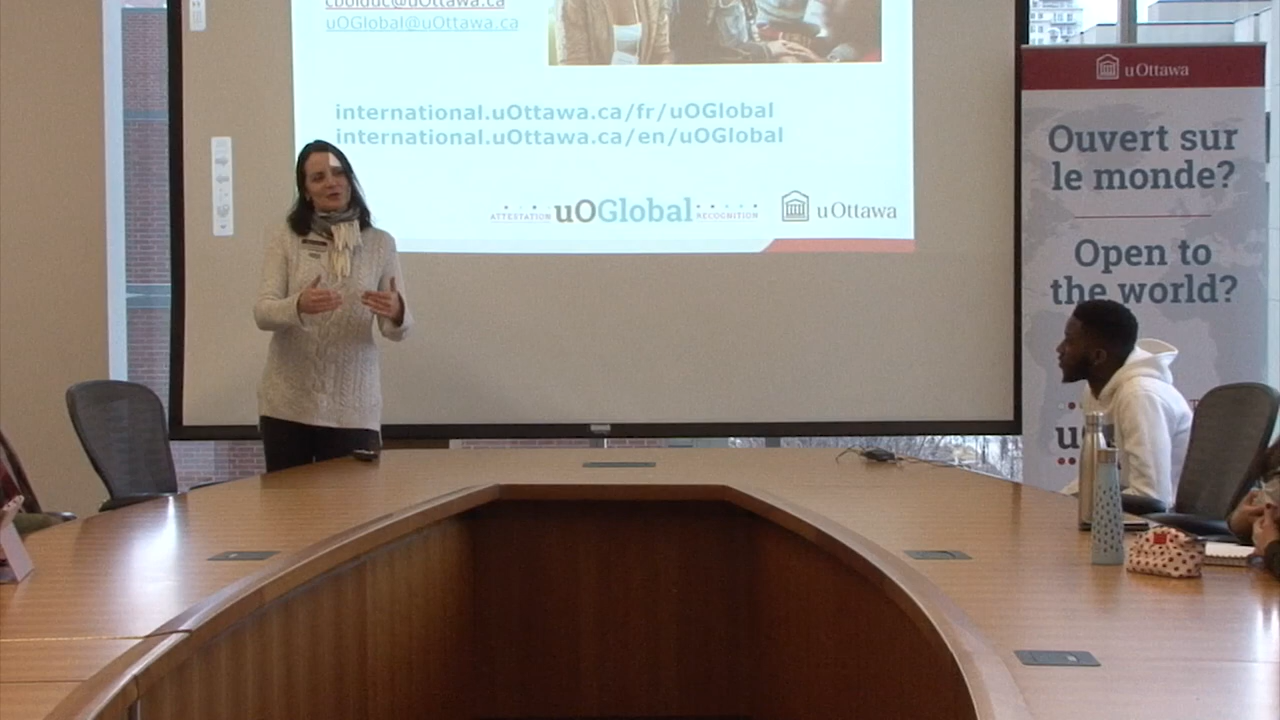 cbolduc@uOttawa.ca
uOGlobal@uOttawa.ca
international.uOttawa.ca/fr/uOGlobal
international.uOttawa.ca/en/uOGlobal
ATTESTATION uOGlobal RECOGNITION
uOttawa
uOttawa
Ouvert sur
le monde?
Open to
the world?